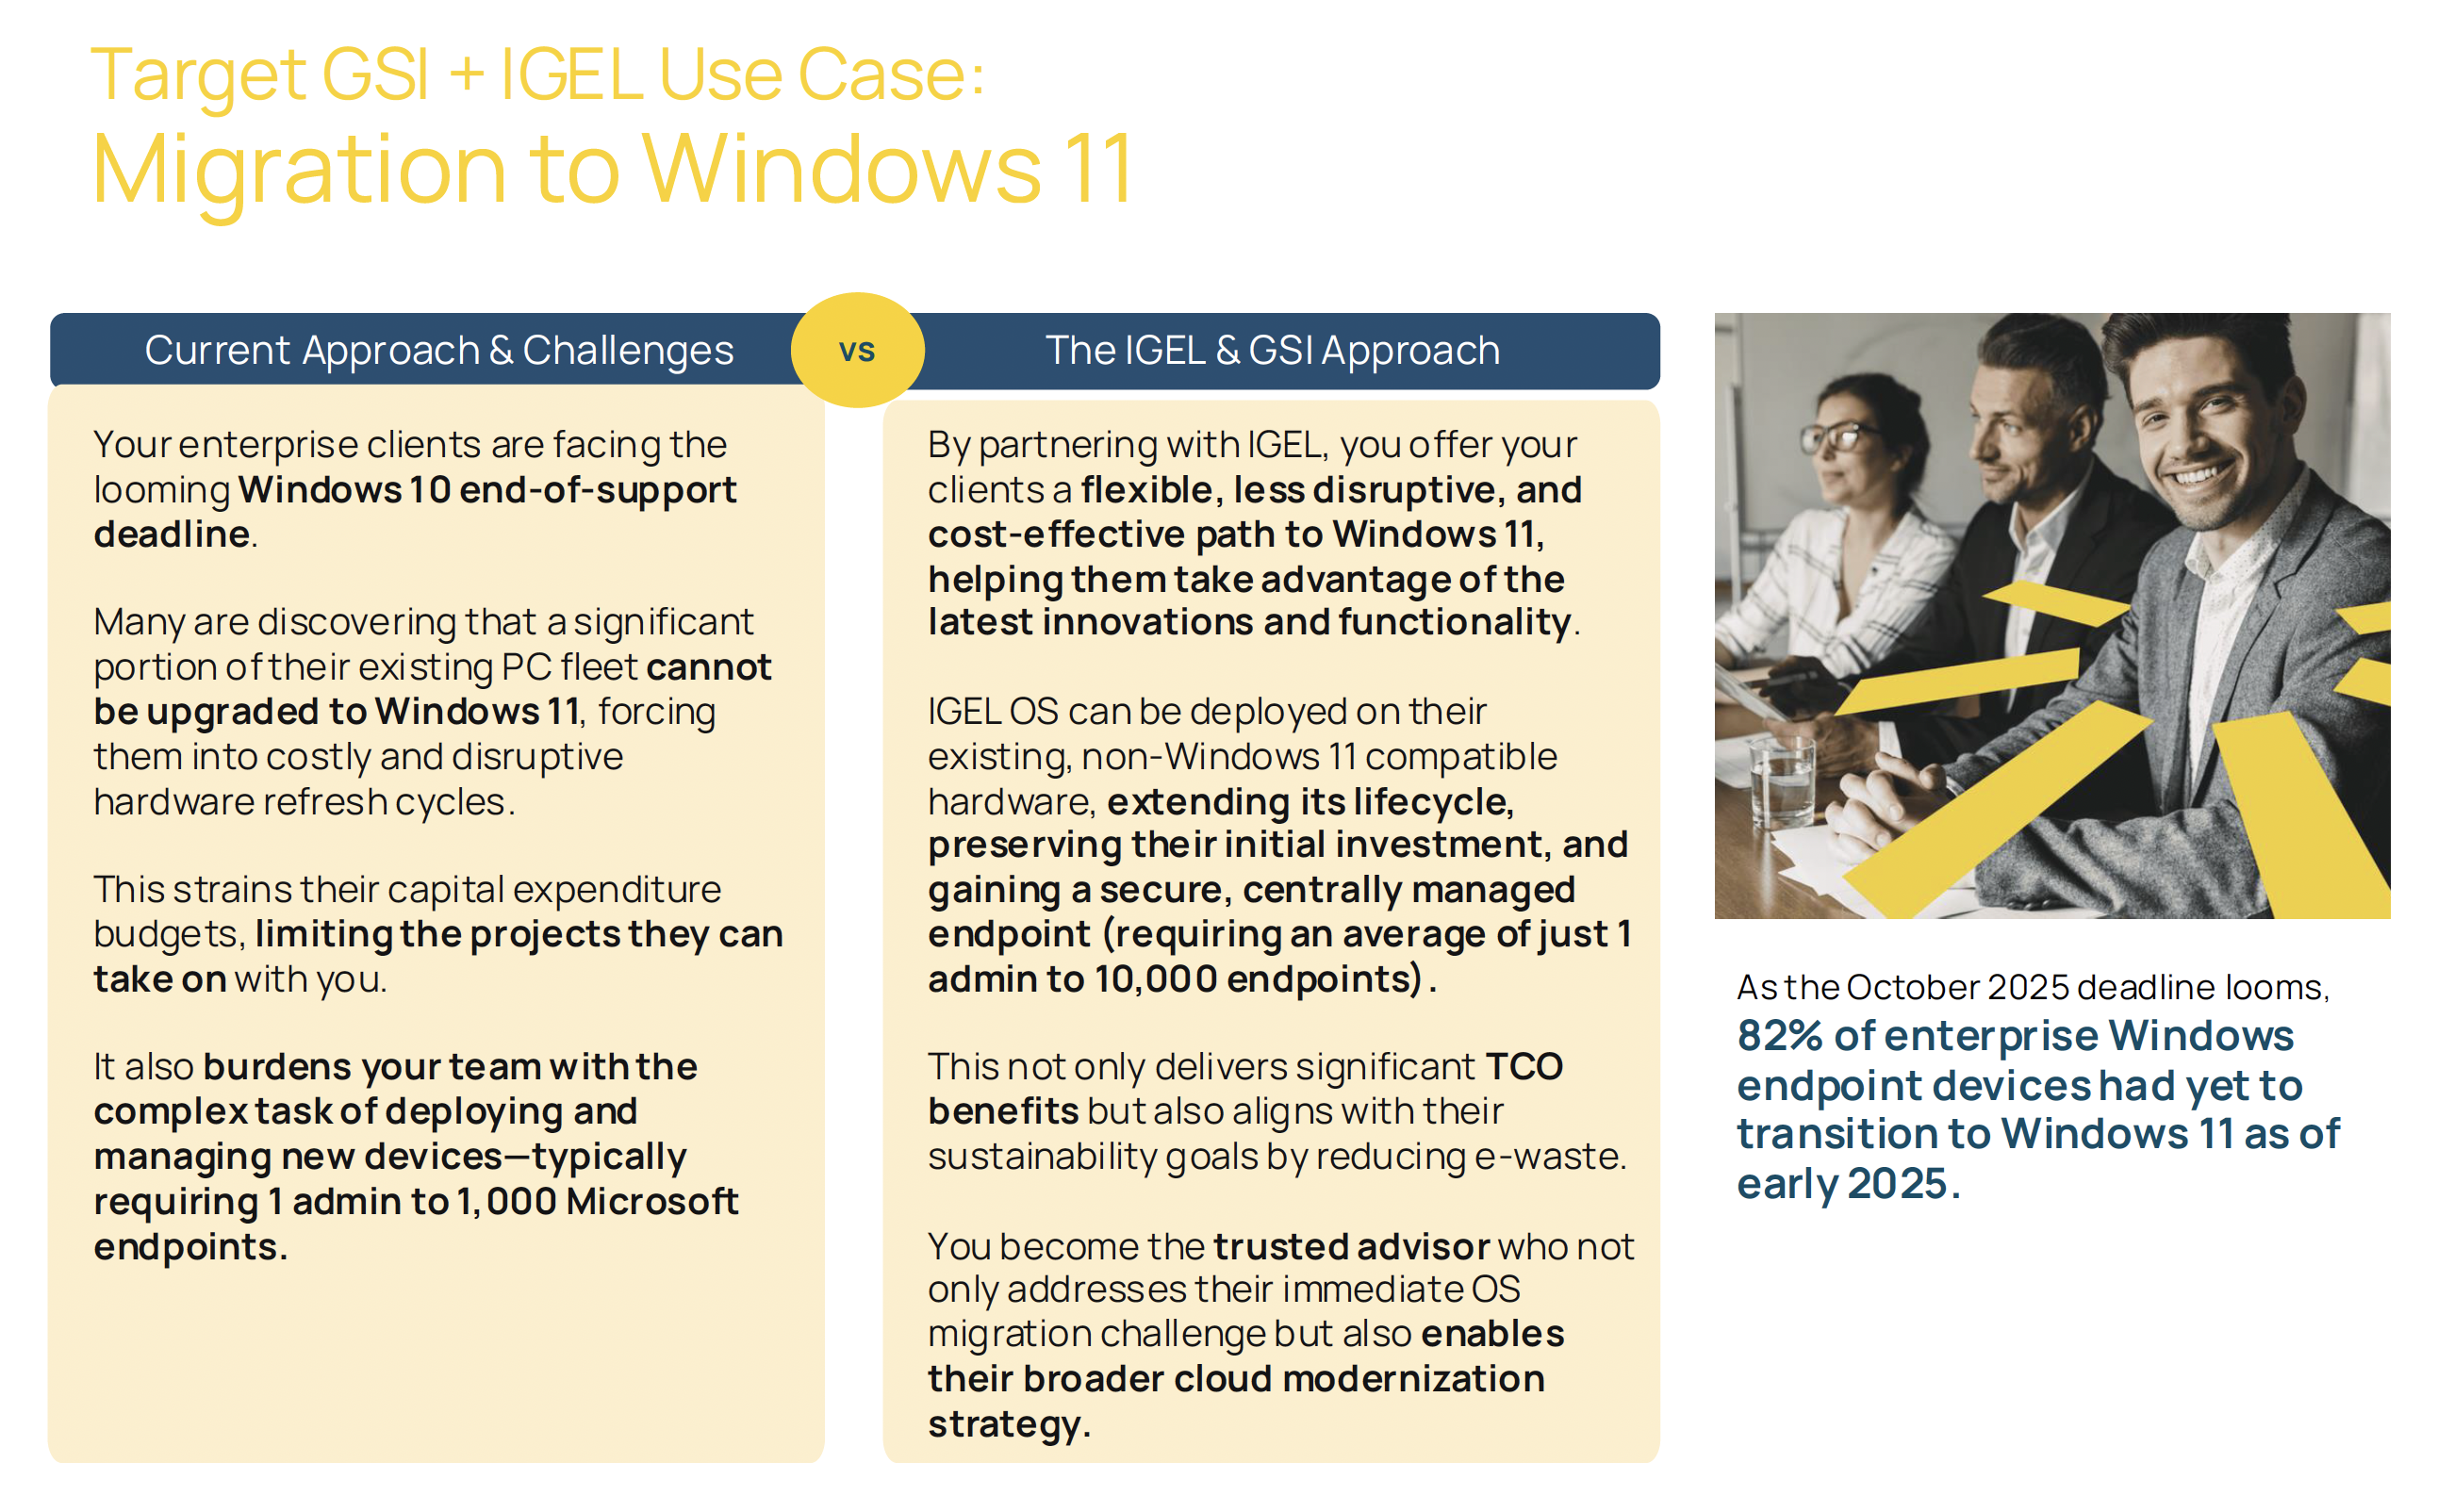 Target GSI + IGEL Use Case:
Migration to Windows 11
Current Approach & Challenges
vs
The IGEL & GSI Approach
Your enterprise clients are facing the
looming Windows 10 end-of-support
deadline.
Many are discovering that a significant
portion of their existing PC fleet cannot
be upgraded to Windows 11, forcing
them into costly and disruptive
hardware refresh cycles.
This strains their capital expenditure
budgets, limiting the projects they can
take on with you.
It also burdens your team with the
complex task of deploying and
managing new devices—typically
requiring 1 admin to 1,000 Microsoft
endpoints.
By partnering with IGEL, you offer your
clients a flexible, less disruptive, and
cost-effective path to Windows 11,
helping them take advantage of the
latest innovations and functionality.
IGEL OS can be deployed on their
existing, non-Windows 11 compatible
hardware, extending its lifecycle,
preserving their initial investment, and
gaining a secure, centrally managed
endpoint (requiring an average of just 1
admin to 10,000 endpoints).
This not only delivers significant TCO
benefits but also aligns with their
sustainability goals by reducing e-waste.
You become the trusted advisor who not
only addresses their immediate OS
migration challenge but also enables
their broader cloud modernization
strategy.
As the October 2025 deadline looms,
82% of enterprise Windows
endpoint devices had yet to
transition to Windows 11 as of
early 2025.